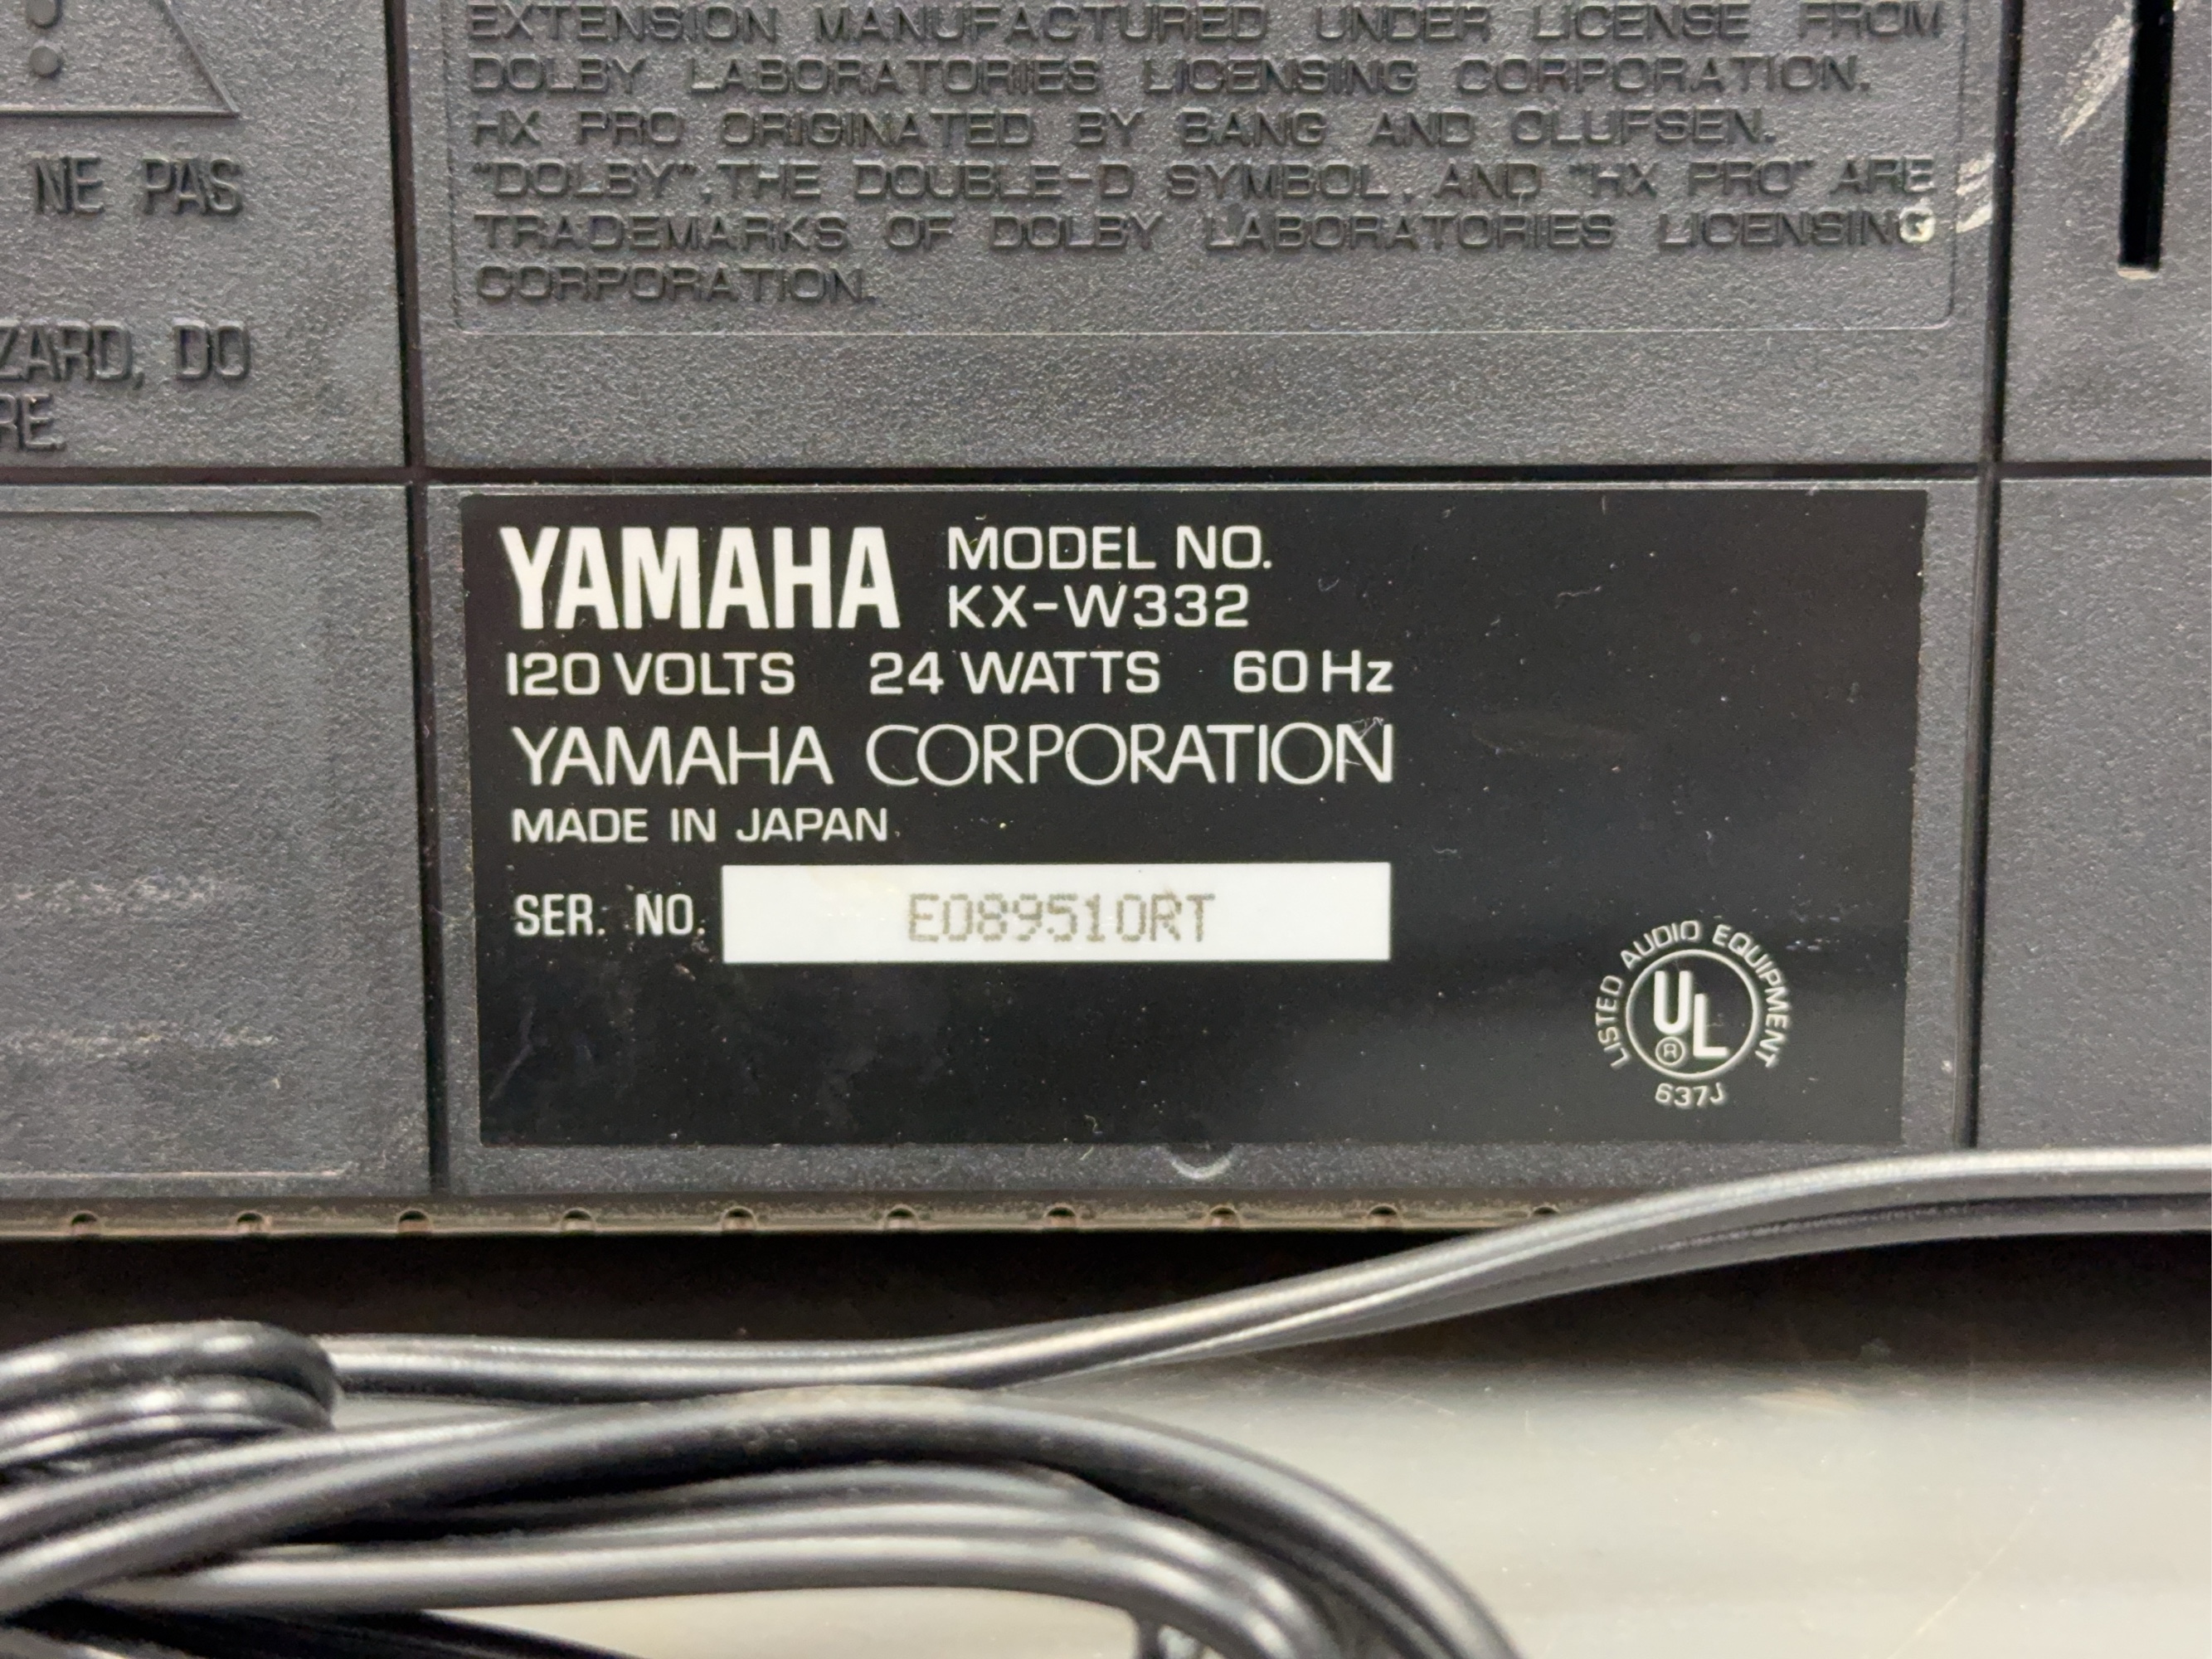 NE PAS
ZARD, DO
RE.
EXTENSION MANUFACTURED UNDER LICENSE FROM
DOLBY LABORATORIES LICENSING CORPORATION.
HX PRO ORIGINATED BY BANG AND OLUFSEN.
"DOLBY", THE DOUBLE-D SYMBOL, AND "HX PRO" ARE
TRADEMARKS OF DOLBY LABORATORIES LICENSING
CORPORATION.
YAMAHA MODEL NO.
KX-W332
120 VOLTS 24 WATTS 60 Hz
YAMAHA CORPORATION
MADE IN JAPAN
SER. NO. E089510RT
LISTED AUDIO EQUIPMENT
UL ®
637J